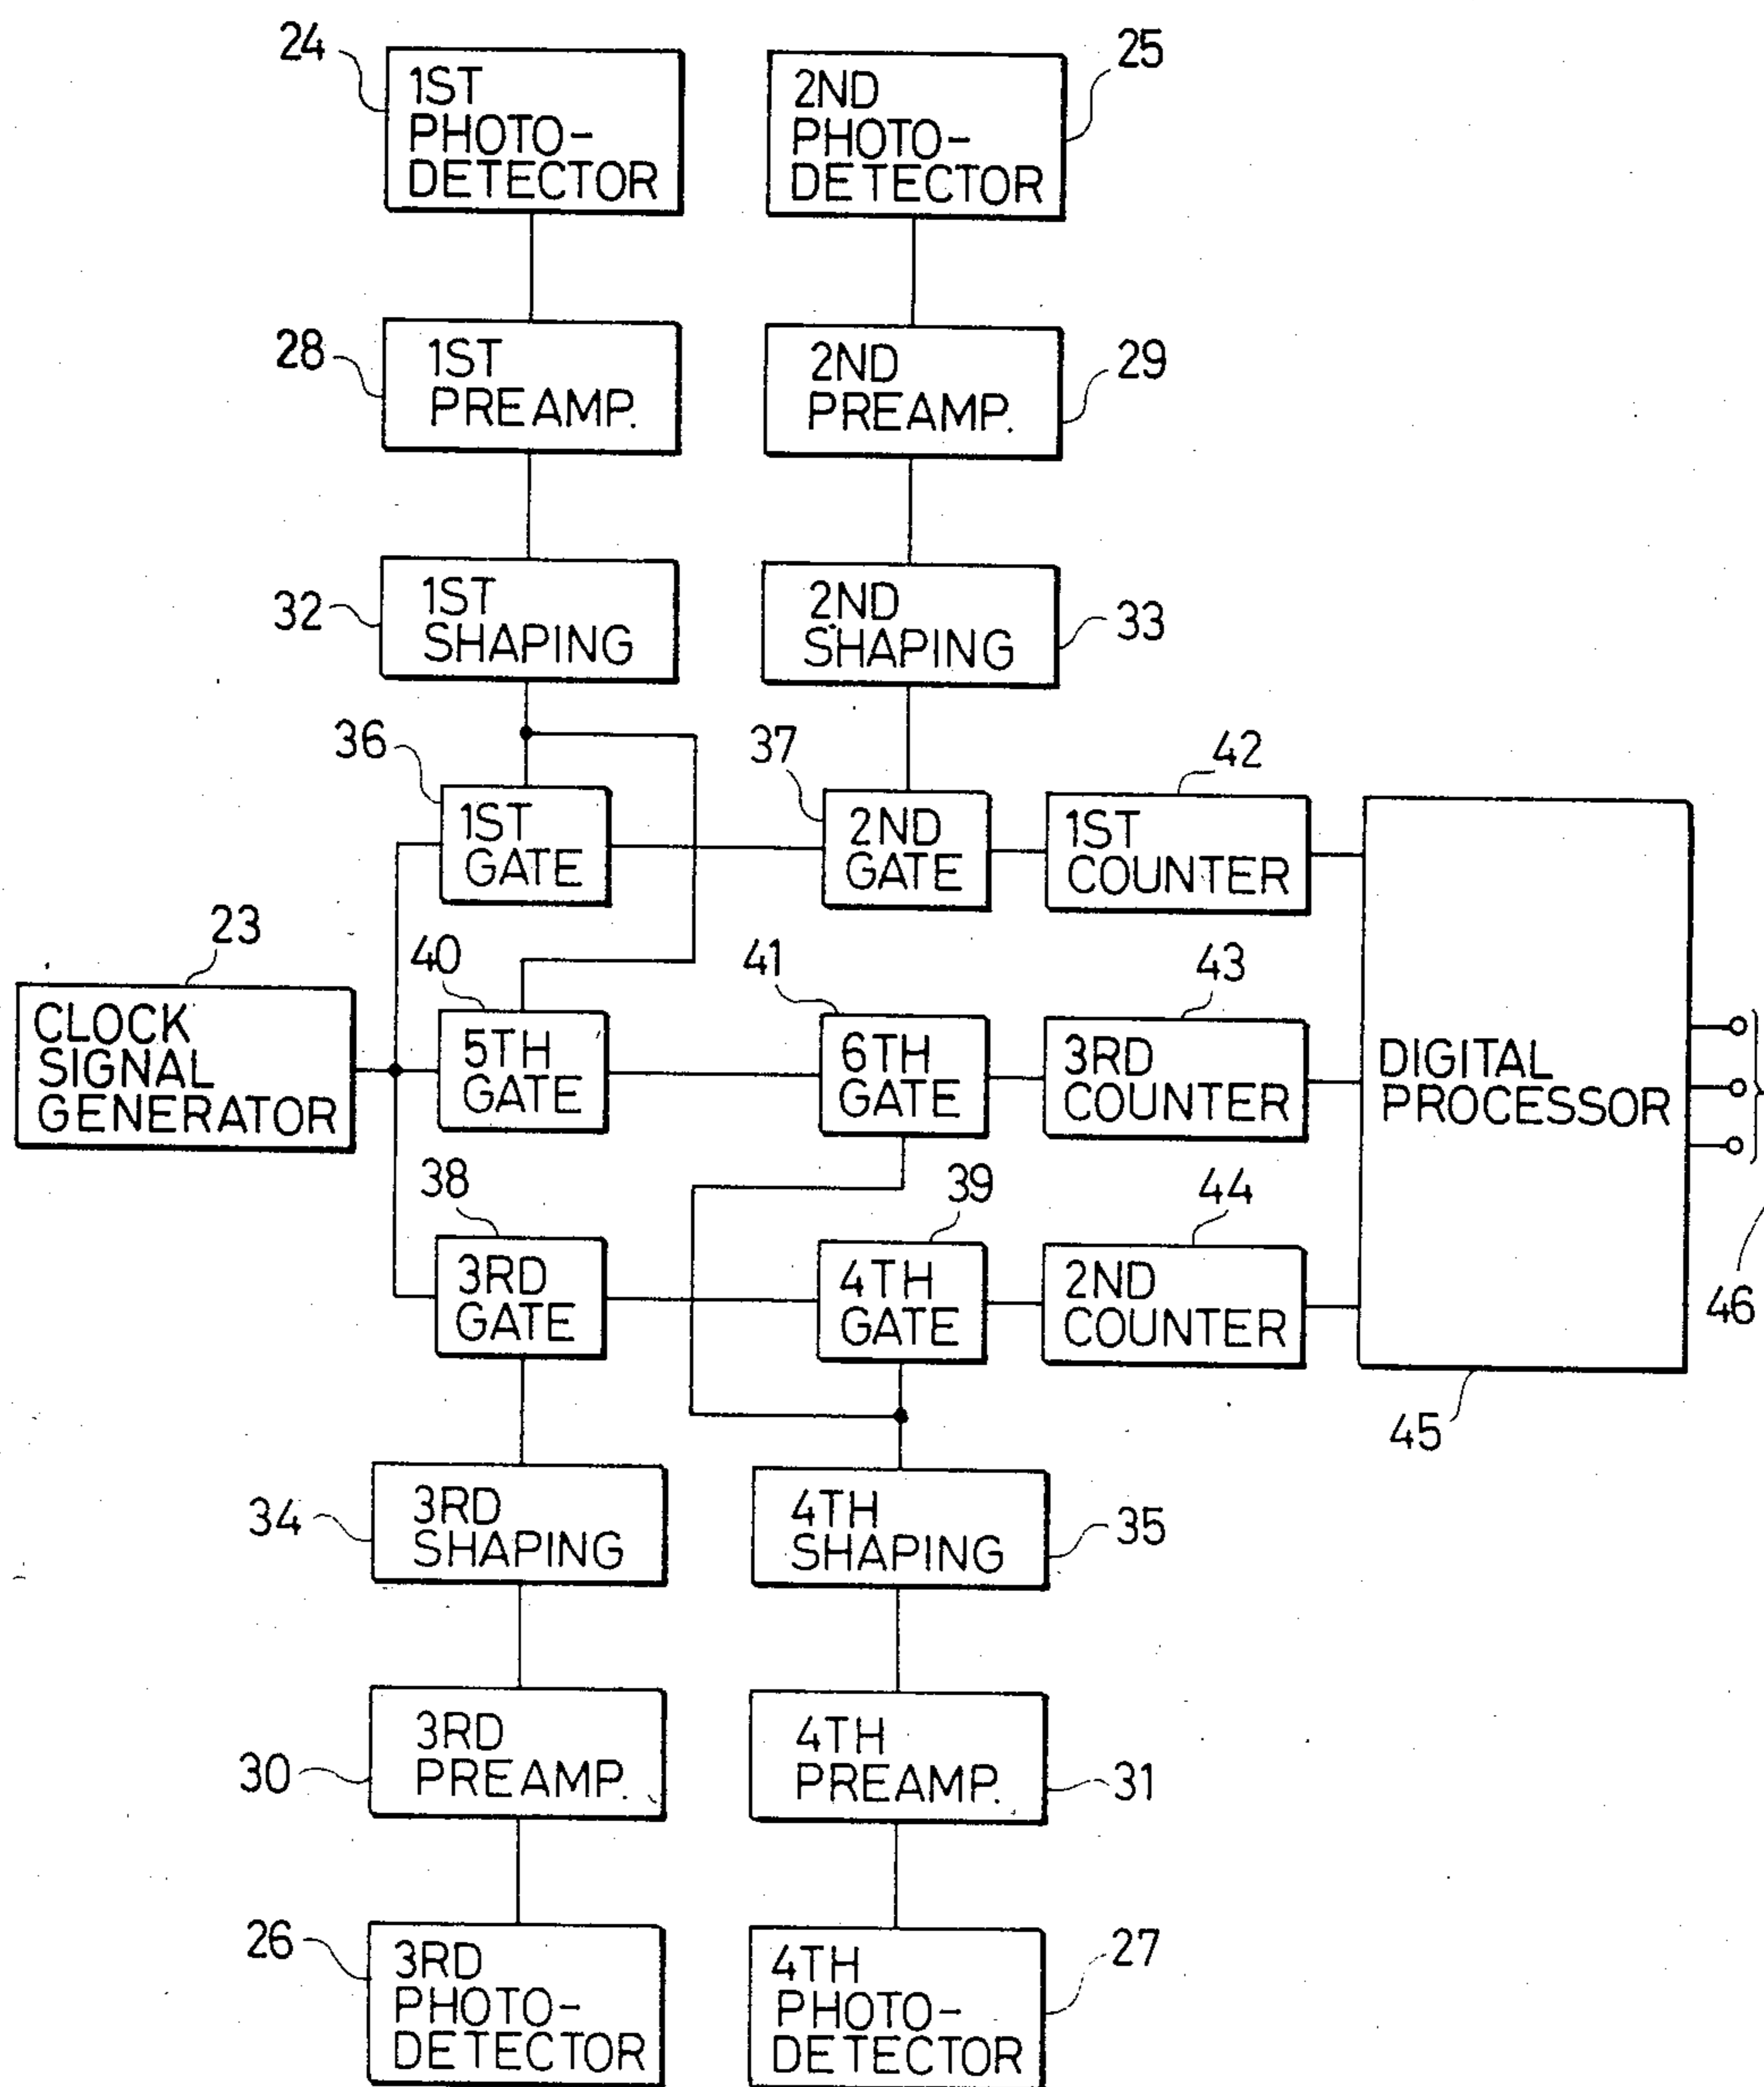 24
1ST
PHOTO-
DETECTOR
25
2ND
PHOTO-
DETECTOR
28
1ST
PREAMP.
29
2ND
PREAMP.
32
1ST
SHAPING
33
2ND
SHAPING
36
1ST
GATE
37
2ND
GATE
42
1ST
COUNTER
23
CLOCK
SIGNAL
GENERATOR
40
5TH
GATE
41
6TH
GATE
43
3RD
COUNTER
DIGITAL
PROCESSOR
38
3RD
GATE
39
4TH
GATE
44
2ND
COUNTER
46
45
34
3RD
SHAPING
35
4TH
SHAPING
30
3RD
PREAMP.
31
4TH
PREAMP.
26
3RD
PHOTO-
DETECTOR
27
4TH
PHOTO-
DETECTOR